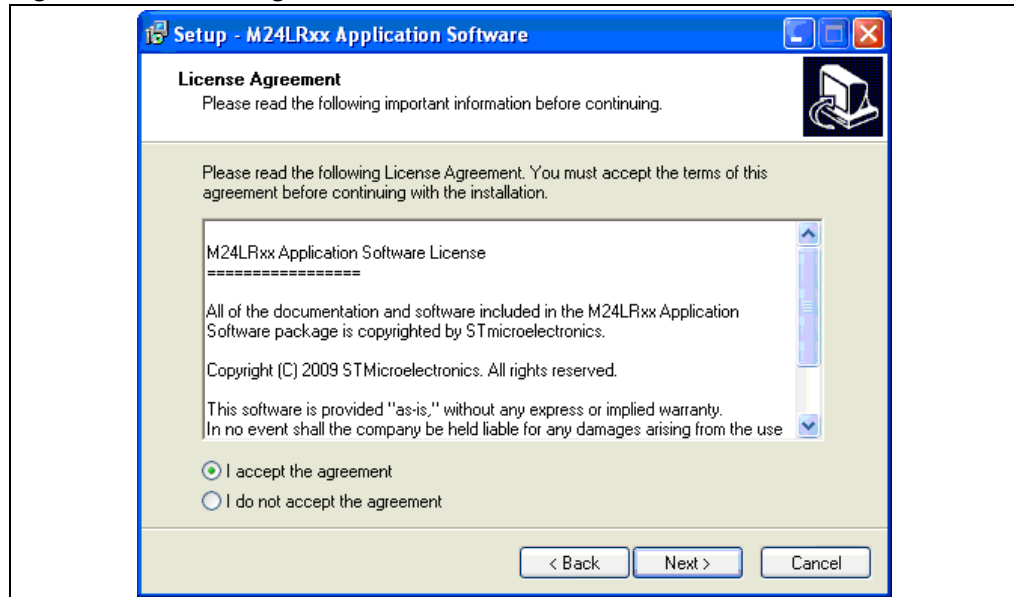 Setup - M24LRxx Application Software
License Agreement
Please read the following important information before continuing.
Please read the following License Agreement. You must accept the terms of this
agreement before continuing with the installation.
M24LRxx Application Software License
=================
All of the documentation and software included in the M24LRxx Application
Software package is copyrighted by STmicroelectronics.
Copyright (C) 2009 STMicroelectronics. All rights reserved.
This software is provided "as-is," without any express or implied warranty.
In no event shall the company be held liable for any damages arising from the use
I accept the agreement
I do not accept the agreement
< Back Next > Cancel